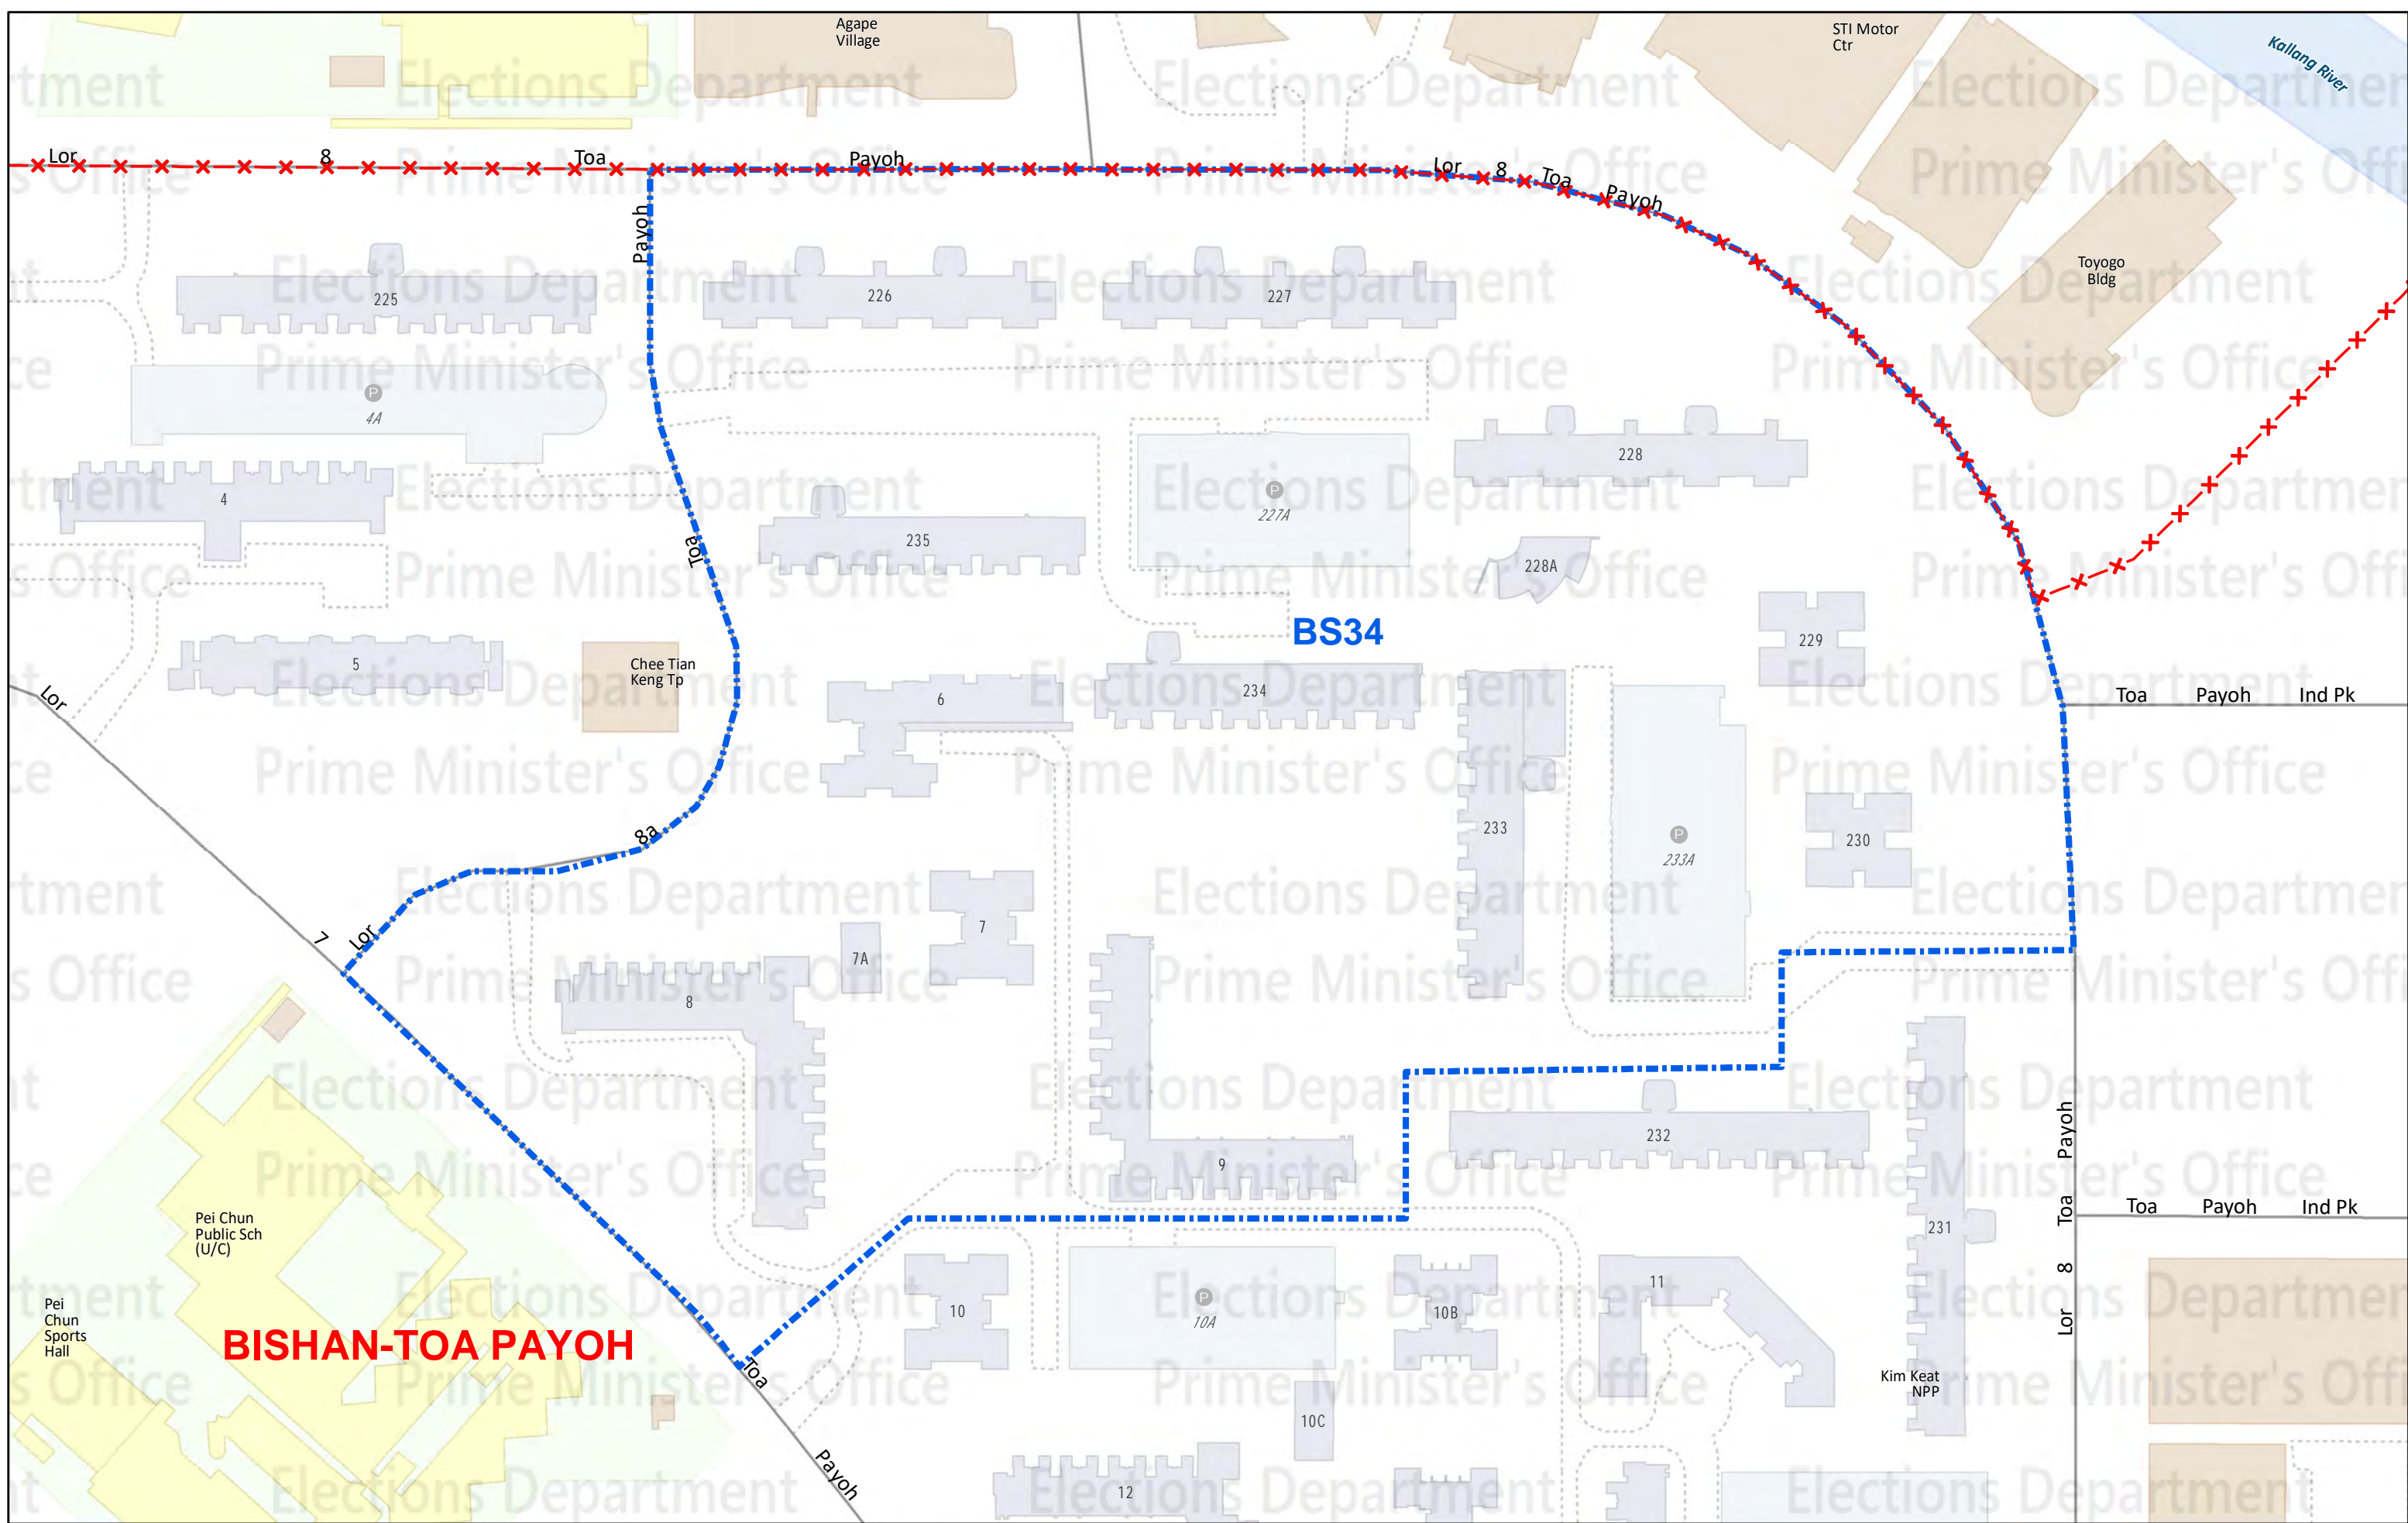 Agape
Village
STI Motor
Ctr
Kallang River
Lor 8 Toa Payoh
Lor 8 Toa Payoh
Payoh
225
226
227
Toyogo
Bldg
P
4A
4
228
P
227A
235
Toa
228A
BS34
229
5
Chee Tian
Keng Tp
6
234
Toa Payoh Ind Pk
Lor
233
P
233A
230
8a
7
Lor
7
7A
8
9
232
Lor 8 Toa Payoh
Toa Payoh Ind Pk
231
Pei Chun
Public Sch
(U/C)
Pei
Chun
Sports
Hall
BISHAN-TOA PAYOH
10
P
10A
10B
11
Toa
Kim Keat
NPP
10C
Payoh
12
Elections Department
Prime Minister's Office